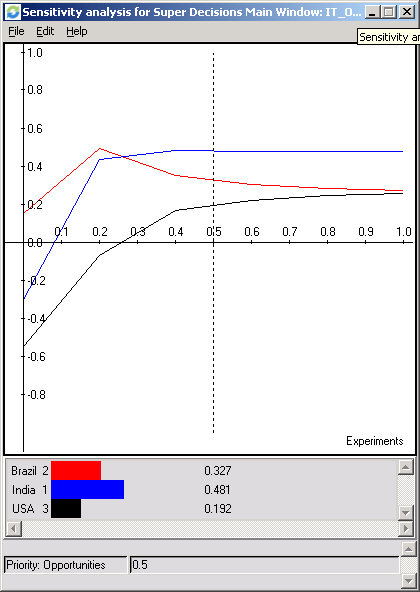 Sensitivity analysis for Super Decisions Main Window: IT_O...
File Edit Help
Sensitivity ar
1.0
0.8
0.6
0.4
0.2
0.0
0.1 0.2 0.3 0.4 0.5 0.6 0.7 0.8 0.9 1.0
-0.2
-0.4
-0.6
-0.8
Experiments
Brazil 2 0.327
India 1 0.481
USA 3 0.192
Priority: Opportunities 0.5